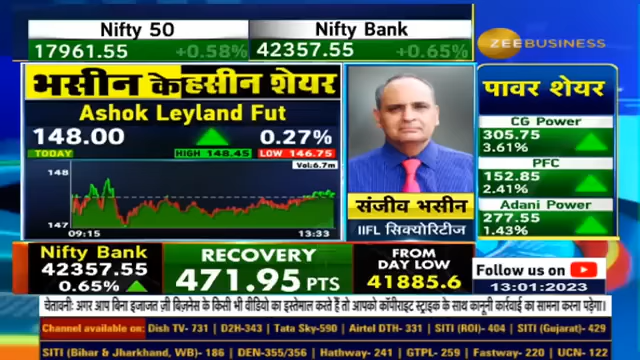 Nifty 50
17961.55 +0.58%
Nifty Bank
42357.55 +0.65%
ZEEBUSINESS
भसीन के हसीन शेयर
Ashok Leyland Fut
148.00 0.27%
TODAY HIGH 148.45 LOW 146.75
Vol:6.7m
148
147
09:15 13:33
संजीव भसीन
IIFL सिक्योरिटीज
पावर शेयर
CG Power
305.75
3.61%
PFC
152.85
2.41%
Adani Power
277.55
1.43%
Nifty Bank
42357.55
0.65%
RECOVERY
471.95 PTS
FROM
DAY LOW
41885.6
Follow us on
13:01:2023
चेतावनी: अगर आप बिना इजाजत ज़ी बिज़नेस के किसी भी वीडियो का इस्तेमाल करते हैं तो आपको कॉपीराइट स्ट्राइक के साथ कानूनी कार्रवाई का सामना करना पड़ेगा.
Channel available on: Dish TV- 731 | D2H-343 | Tata Sky-590 | Airtel DTH- 331 | SITI (ROI) - 404 | SITI (Gujarat) - 429
SITI (Bihar & Jharkhand, WB) - 186 | DEN-355/356 | Hathway- 241 | GTPL- 259 | Fastway- 220 | UCN - 122